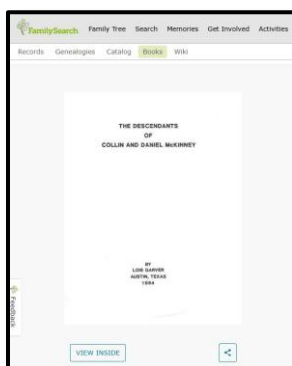 FamilySearch Family Tree Search Memories Get Involved Activities
Records Genealogies Catalog Books Wiki
THE DESCENDANTS
OF
COLLIN AND DANIEL McKINNEY
BY
LOIS GARVER
AUSTIN, TEXAS
1984
Feedback
VIEW INSIDE